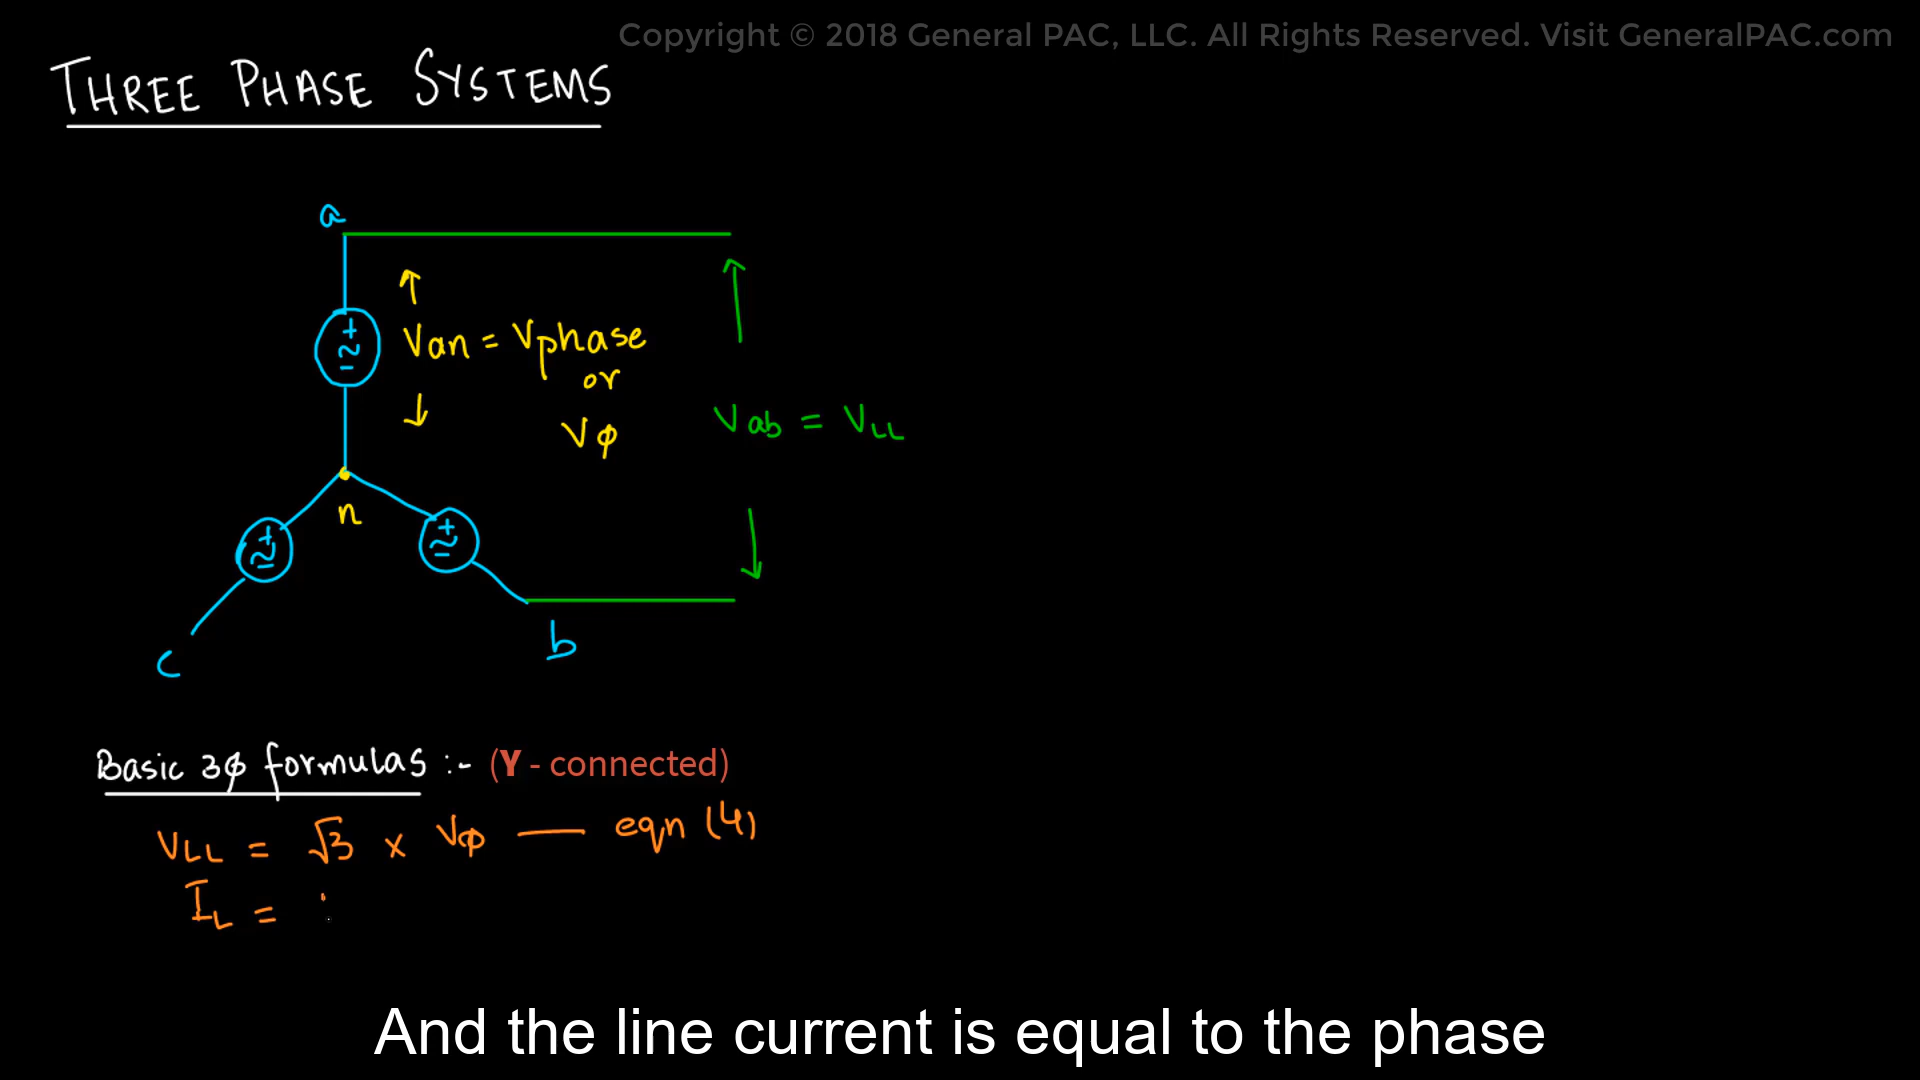 Copyright © 2018 General PAC, LLC. All Rights Reserved. Visit GeneralPAC.com
THREE PHASE SYSTEMS
a
Van = Vphase
or
Vφ
Vab = VLL
n
c
b
Basic 3φ formulas :- (Y - connected)
VLL = √3 × Vφ — eqn (4)
IL =
And the line current is equal to the phase